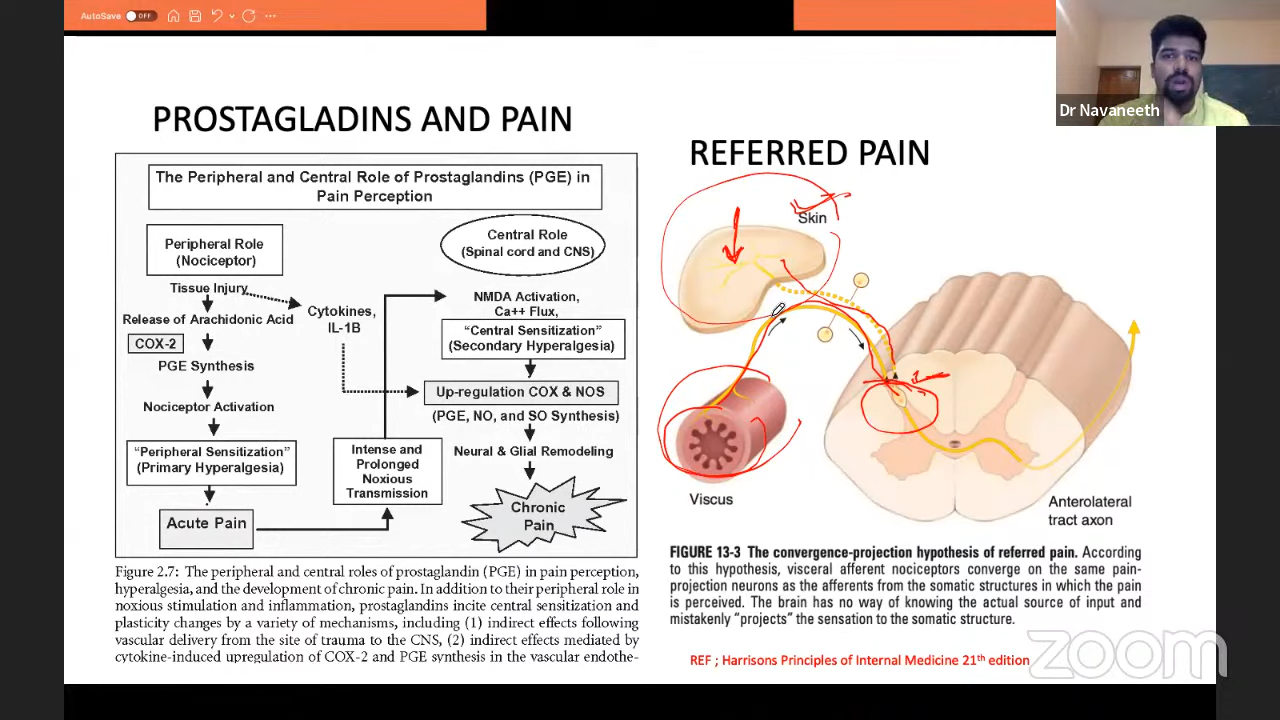 AutoSave OFF
Dr Navaneeth
PROSTAGLADINS AND PAIN
The Peripheral and Central Role of Prostaglandins (PGE) in
Pain Perception
Peripheral Role
(Nociceptor)
Tissue Injury
Release of Arachidonic Acid
COX-2
PGE Synthesis
Nociceptor Activation
“Peripheral Sensitization”
(Primary Hyperalgesia)
Acute Pain
Cytokines,
IL-1B
Intense and
Prolonged
Noxious
Transmission
Central Role
(Spinal cord and CNS)
NMDA Activation,
Ca++ Flux,
“Central Sensitization”
(Secondary Hyperalgesia)
Up-regulation COX & NOS
(PGE, NO, and SO Synthesis)
Neural & Glial Remodeling
Chronic
Pain
Figure 2.7: The peripheral and central roles of prostaglandin (PGE) in pain perception,
hyperalgesia, and the development of chronic pain. In addition to their peripheral role in
noxious stimulation and inflammation, prostaglandins incite central sensitization and
plasticity changes by a variety of mechanisms, including (1) indirect effects following
vascular delivery from the site of trauma to the CNS, (2) indirect effects mediated by
cytokine-induced upregulation of COX-2 and PGE synthesis in the vascular endothe-
REFERRED PAIN
Skin
Viscus
Anterolateral
tract axon
FIGURE 13-3 The convergence-projection hypothesis of referred pain. According
to this hypothesis, visceral afferent nociceptors converge on the same pain-
projection neurons as the afferents from the somatic structures in which the pain
is perceived. The brain has no way of knowing the actual source of input and
mistakenly “projects” the sensation to the somatic structure.
REF ; Harrisons Principles of Internal Medicine 21th edition
zoom